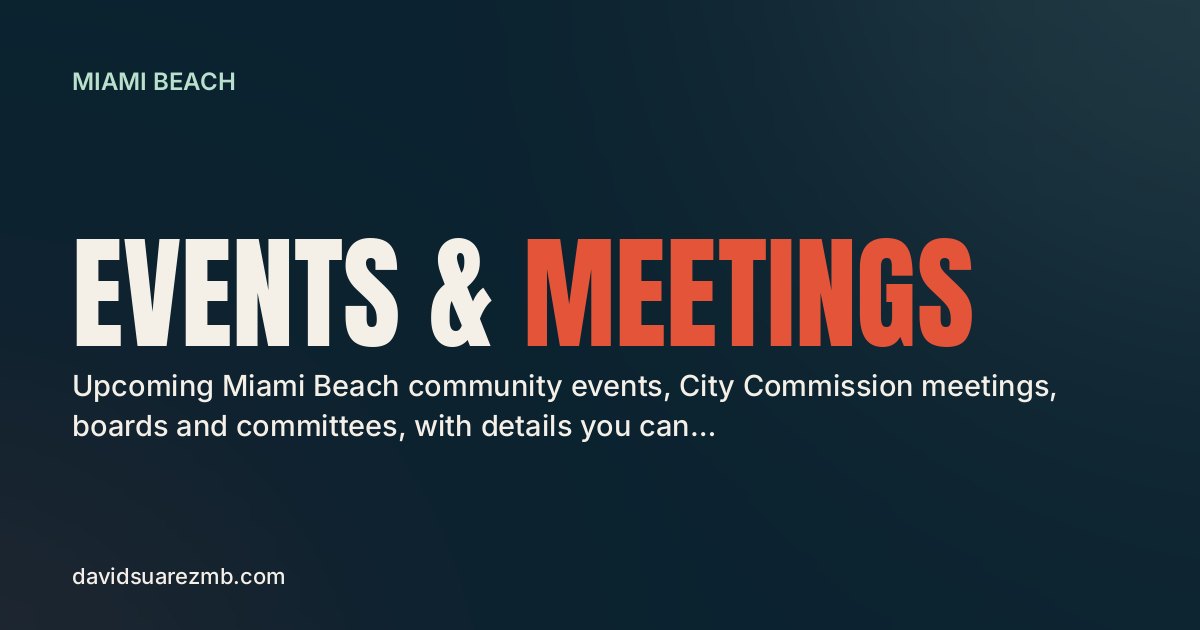 MIAMI BEACH
EVENTS & MEETINGS
Upcoming Miami Beach community events, City Commission meetings,
boards and committees, with details you can...
davidsuarezmb.com